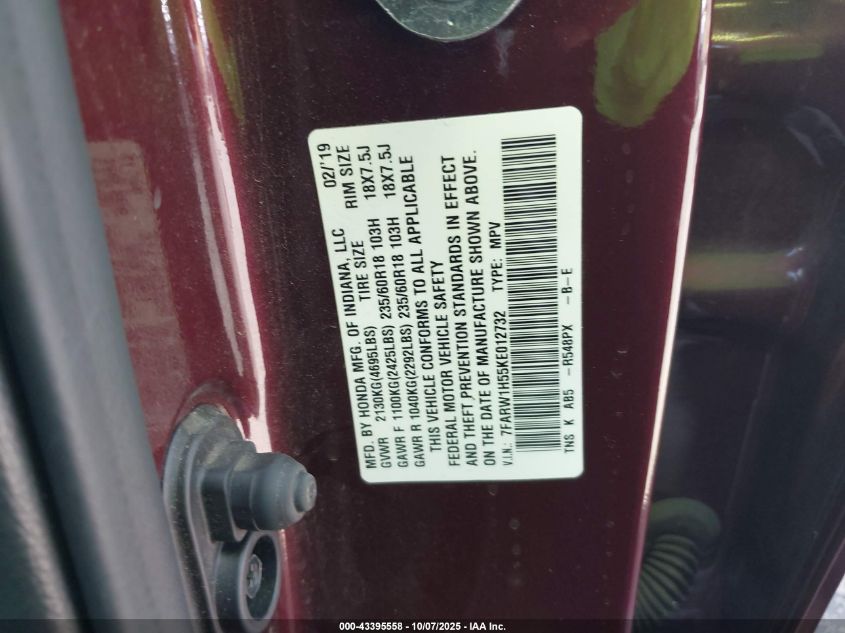 MFD. BY HONDA MFG. OF INDIANA, LLC 02/'19
GVWR 2130KG(4695LBS) TIRE SIZE RIM SIZE
GAWR F 1100KG(2425LBS) 235/60R18 103H 18X7.5J
GAWR R 1040KG(2292LBS) 235/60R18 103H 18X7.5J
THIS VEHICLE CONFORMS TO ALL APPLICABLE
FEDERAL MOTOR VEHICLE SAFETY
AND THEFT PREVENTION STANDARDS IN EFFECT
ON THE DATE OF MANUFACTURE SHOWN ABOVE.
V.I.N.: 7FARW1H55KE012732 TYPE: MPV
TNS K AB5 -R548PX -B-E
000-43395558 - 10/07/2025 - IAA Inc.